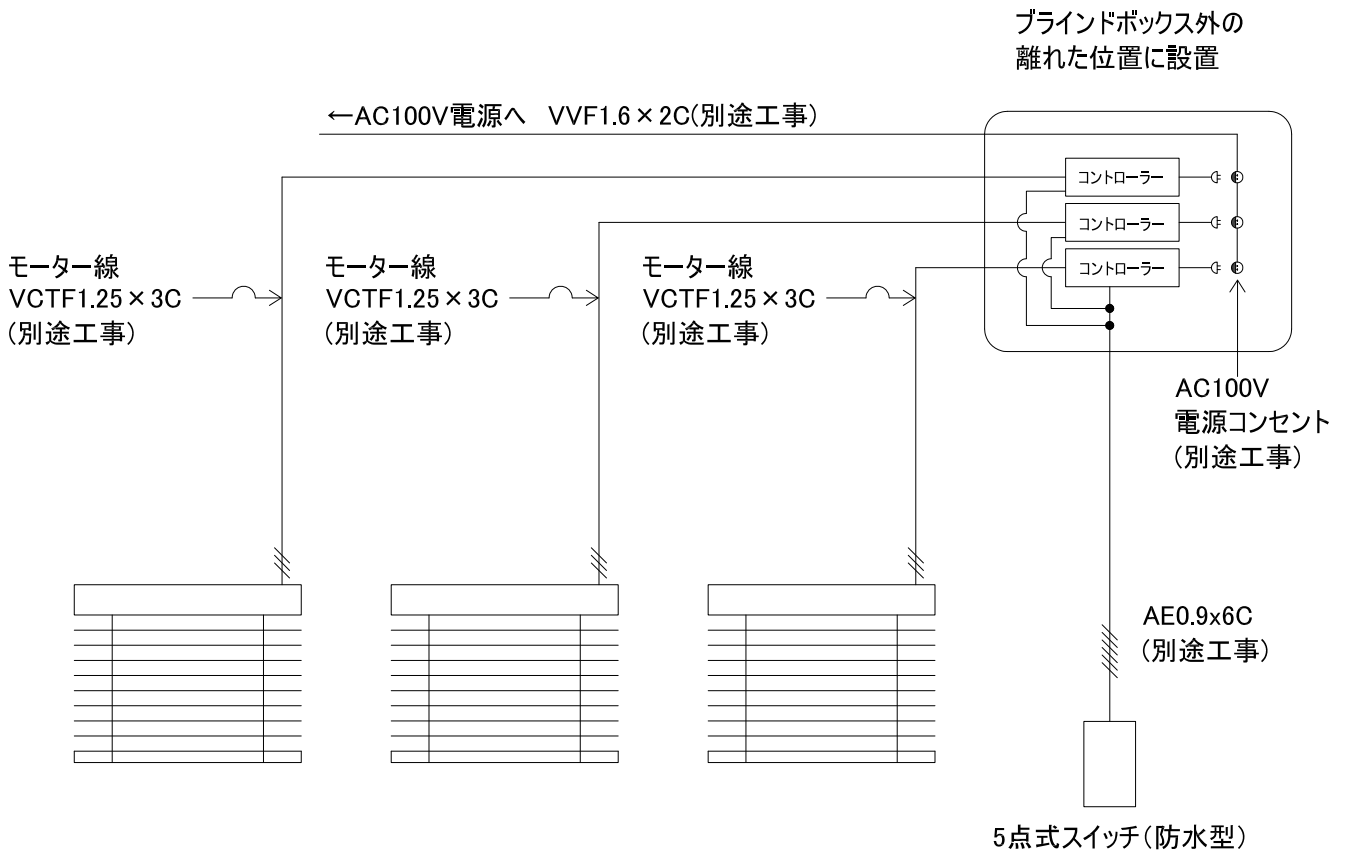 ブラインドボックス外の
離れた位置に設置
←AC100V電源へ VVF1.6×2C(別途工事)
コントローラー
コントローラー
コントローラー
モーター線
VCTF1.25×3C
(別途工事)
モーター線
VCTF1.25×3C
(別途工事)
モーター線
VCTF1.25×3C
(別途工事)
AC100V
電源コンセント
(別途工事)
AE0.9x6C
(別途工事)
5点式スイッチ(防水型)